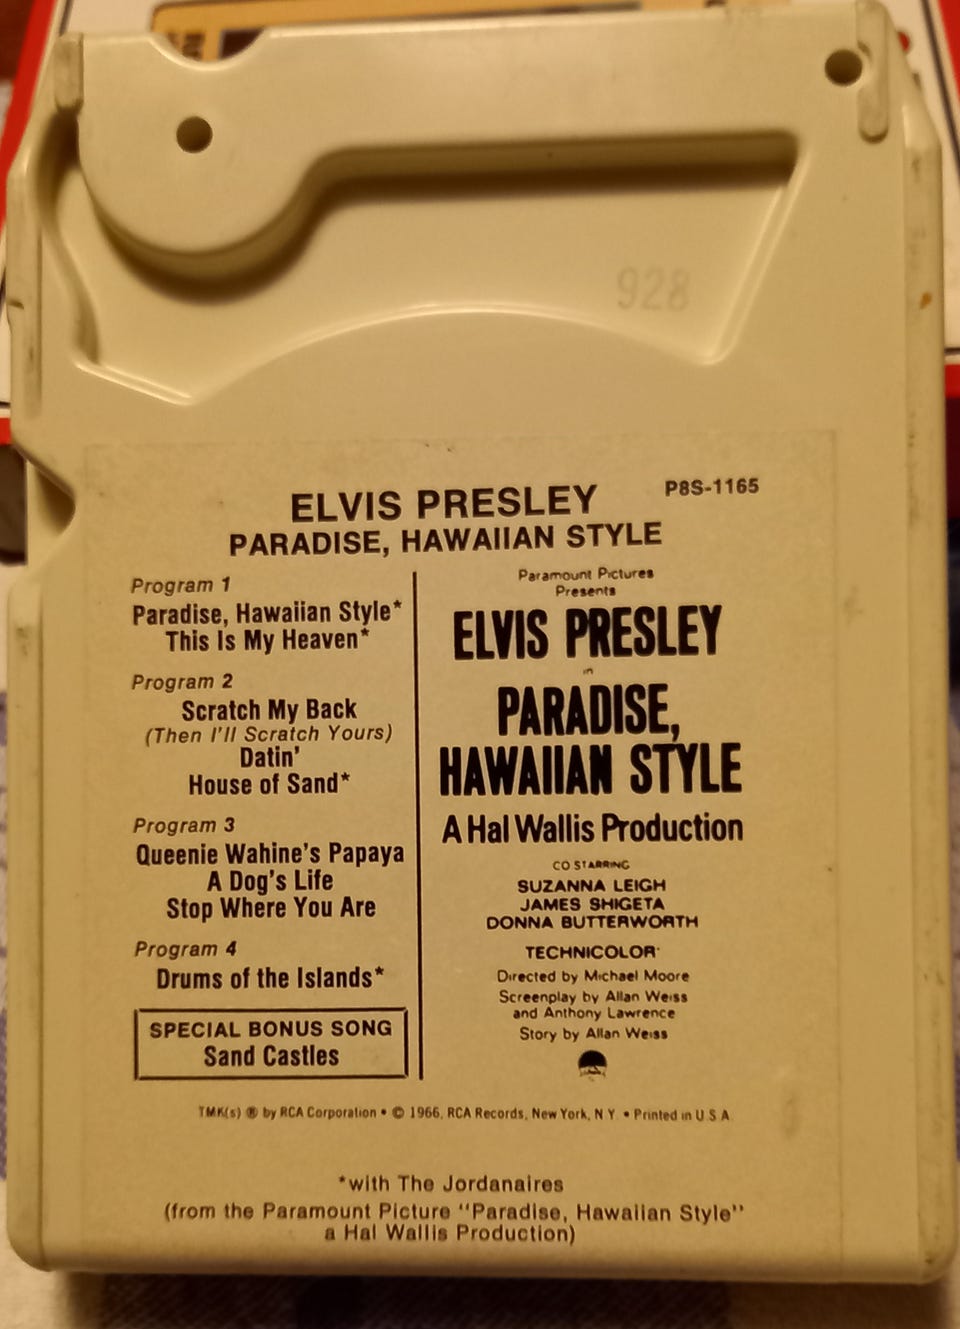 928
P8S-1165
ELVIS PRESLEY
PARADISE, HAWAIIAN STYLE
Program 1
Paradise, Hawaiian Style*
This Is My Heaven*
Program 2
Scratch My Back
(Then I'll Scratch Yours)
Datin'
House of Sand*
Program 3
Queenie Wahine's Papaya
A Dog's Life
Stop Where You Are
Program 4
Drums of the Islands*
SPECIAL BONUS SONG
Sand Castles
Paramount Pictures
Presents
ELVIS PRESLEY
in
PARADISE,
HAWAIIAN STYLE
A Hal Wallis Production
CO STARRING
SUZANNA LEIGH
JAMES SHIGETA
DONNA BUTTERWORTH
TECHNICOLOR
Directed by Michael Moore
Screenplay by Allan Weiss
and Anthony Lawrence
Story by Allan Weiss
TMK(s) ® by RCA Corporation • © 1966, RCA Records, New York, N Y • Printed in U S A
*with The Jordanaires
(from the Paramount Picture "Paradise, Hawaiian Style"
a Hal Wallis Production)